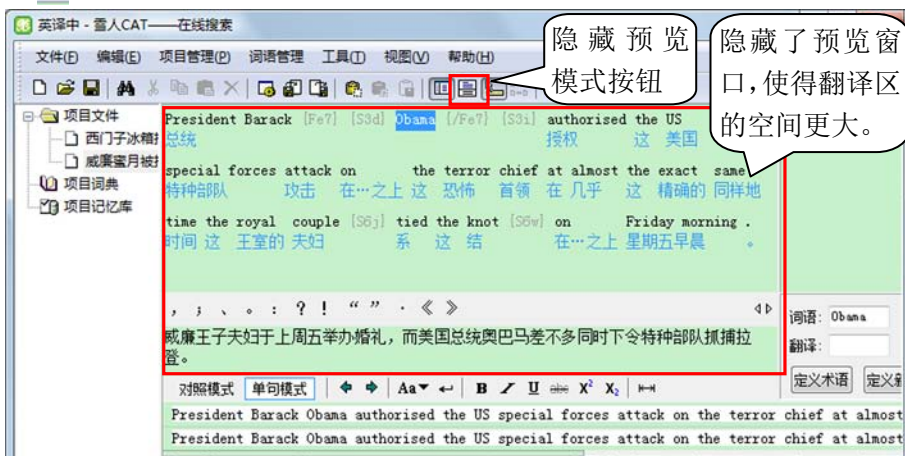 英译中 - 雪人CAT——在线搜索
文件(F) 编辑(E) 项目管理(P) 词语管理 工具(T) 视图(V) 帮助(H)
隐藏预览
模式按钮
隐藏了预览窗
口，使得翻译区
的空间更大。
项目文件
西门子冰箱
威廉蜜月被
项目词典
项目记忆库
President Barack [Fe7] [S3d] Obama [/Fe7] [S3i] authorised the US
总统 授权 这 美国
special forces attack on the terror chief at almost the exact same
特种部队 攻击 在…之上 这 恐怖 首领 在 几乎 这 精确的 同样地
time the royal couple [S6j] tied the knot [S6w] on Friday morning .
时间 这 王室的 夫妇 系 这 结 在…之上 星期五早晨 。
， ； 、 。 ： ？ ！ “ ” · 《 》
威廉王子夫妇于上周五举办婚礼，而美国总统奥巴马差不多同时下令特种部队抓捕拉
登。
词语: Obama
翻译:
定义术语 定义新
对照模式 单句模式 Aa B I U abc X² X₂
President Barack Obama authorised the US special forces attack on the terror chief at almost
President Barack Obama authorised the US special forces attack on the terror chief at almost